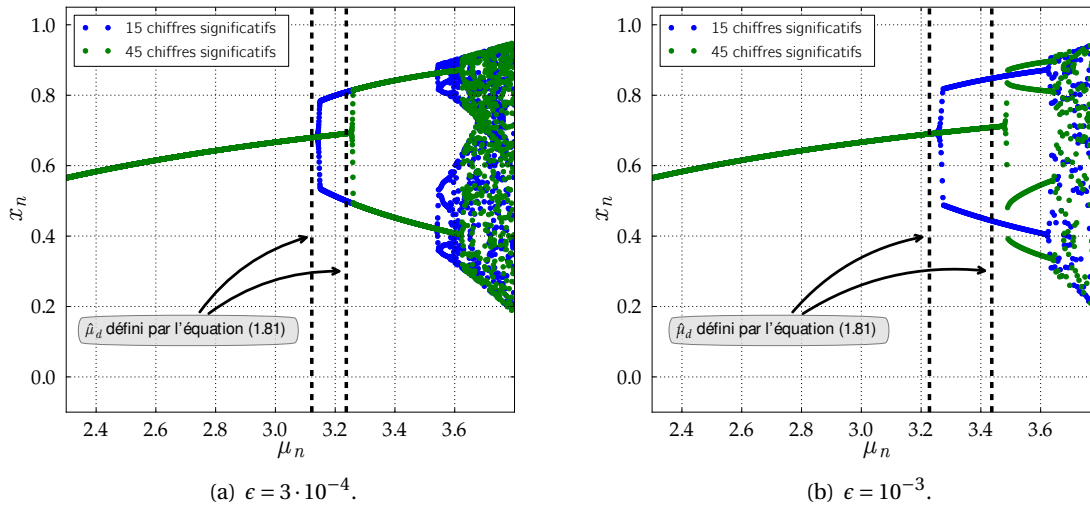 15 chiffres significatifs
45 chiffres significatifs
1.0
0.8
0.6
0.4
0.2
0.0
x_n
μ̂_d défini par l'équation (1.81)
2.4 2.6 2.8 3.0 3.2 3.4 3.6
μ_n
(a) ϵ = 3 · 10⁻⁴.
15 chiffres significatifs
45 chiffres significatifs
1.0
0.8
0.6
0.4
0.2
0.0
x_n
μ̂_d défini par l'équation (1.81)
2.4 2.6 2.8 3.0 3.2 3.4 3.6
μ_n
(b) ϵ = 10⁻³.